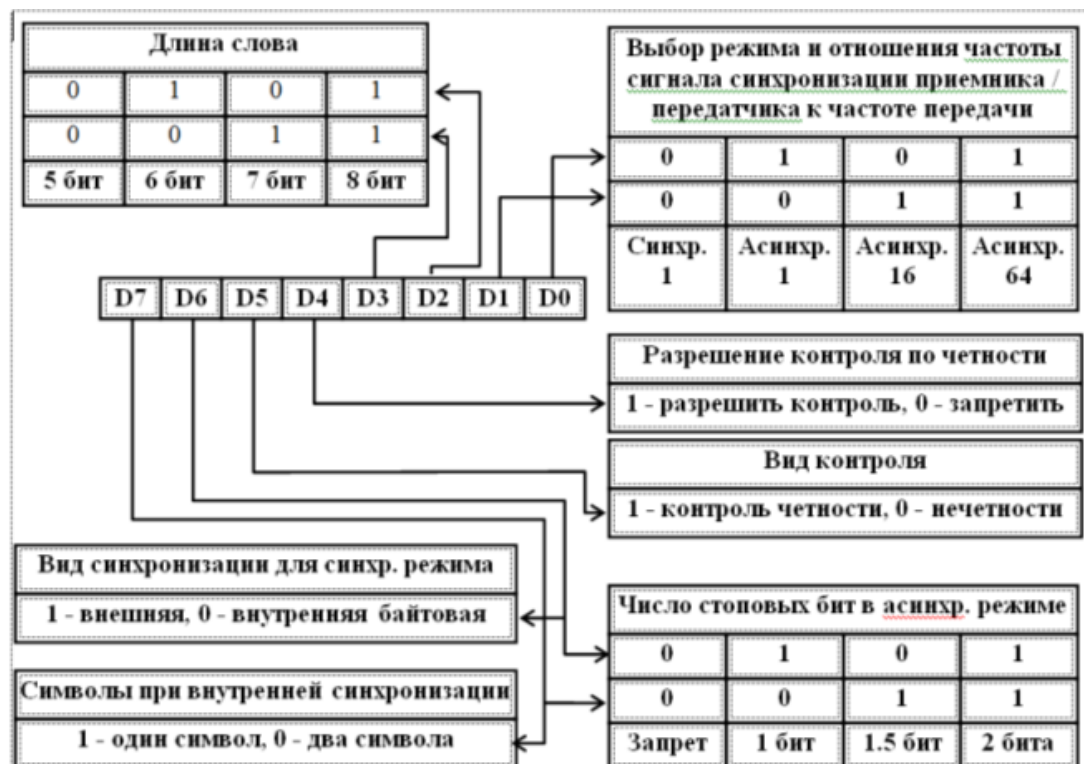 Длина слова
0 1 0 1
0 0 1 1
5 бит 6 бит 7 бит 8 бит
Выбор режима и отношения частоты
сигнала синхронизации приемника /
передатчика к частоте передачи
0 1 0 1
0 0 1 1
Синхр. Асинхр. Асинхр. Асинхр.
1 1 16 64
D7 D6 D5 D4 D3 D2 D1 D0
Разрешение контроля по четности
1 - разрешить контроль, 0 - запретить
Вид контроля
1 - контроль четности, 0 - нечетности
Вид синхронизации для синхр. режима
1 - внешняя, 0 - внутренняя байтовая
Символы при внутренней синхронизации
1 - один символ, 0 - два символа
Число стоповых бит в асинхр. режиме
0 1 0 1
0 0 1 1
Запрет 1 бит 1.5 бит 2 бита